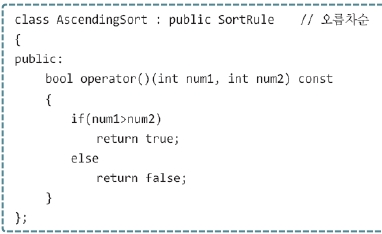 class AscendingSort : public SortRule    // 오름차순
{
public:
    bool operator()(int num1, int num2) const
    {
        if(num1>num2)
            return true;
        else
            return false;
    }
};